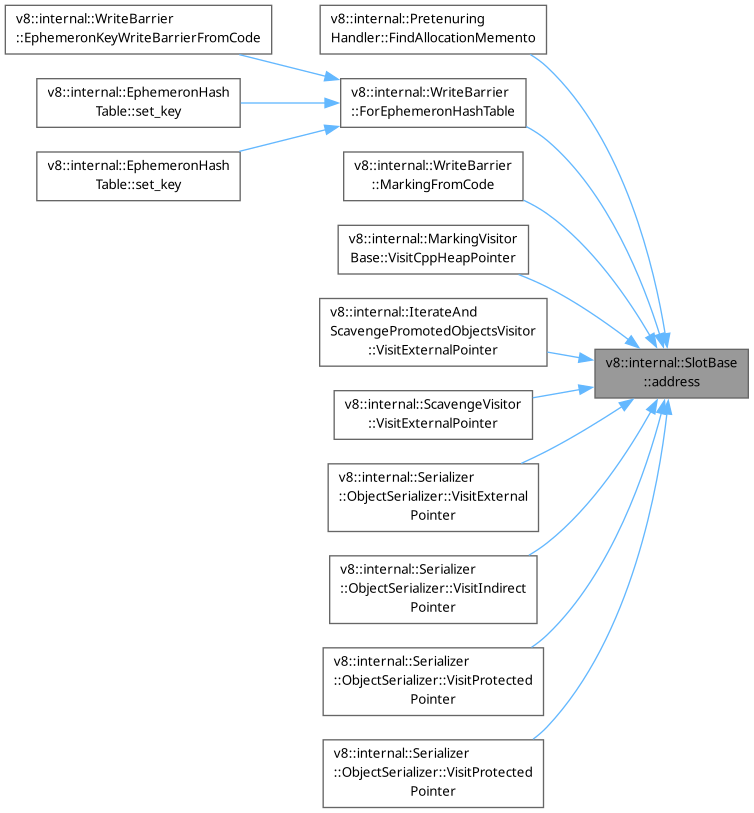 v8::internal::WriteBarrier
::EphemeronKeyWriteBarrierFromCode
v8::internal::EphemeronHash
Table::set_key
v8::internal::EphemeronHash
Table::set_key
v8::internal::Pretenuring
Handler::FindAllocationMemento
v8::internal::WriteBarrier
::ForEphemeronHashTable
v8::internal::WriteBarrier
::MarkingFromCode
v8::internal::MarkingVisitor
Base::VisitCppHeapPointer
v8::internal::IterateAnd
ScavengePromotedObjectsVisitor
::VisitExternalPointer
v8::internal::ScavengeVisitor
::VisitExternalPointer
v8::internal::Serializer
::ObjectSerializer::VisitExternal
Pointer
v8::internal::Serializer
::ObjectSerializer::VisitIndirect
Pointer
v8::internal::Serializer
::ObjectSerializer::VisitProtected
Pointer
v8::internal::Serializer
::ObjectSerializer::VisitProtected
Pointer
v8::internal::SlotBase
::address